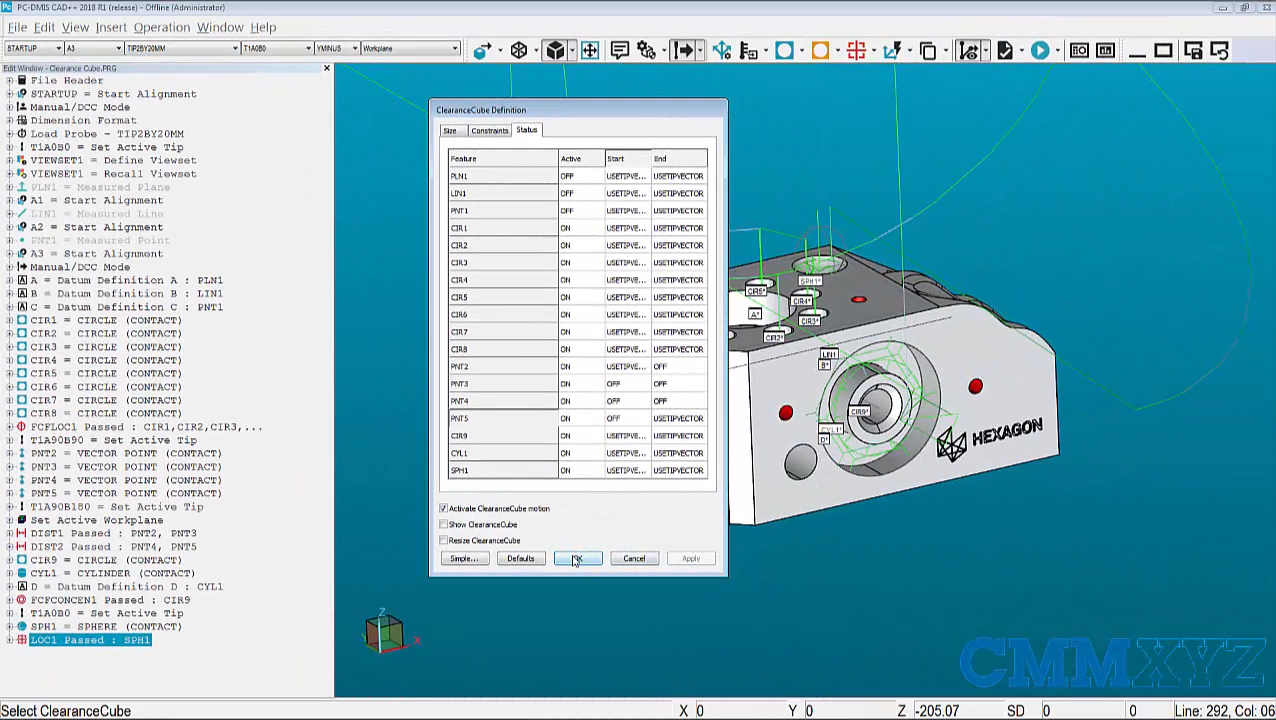 PC-DMIS CAD++ 2018 R1 (release) - Offline (Administrator)
File Edit View Insert Operation Window Help
STARTUP A3 TIP2BY20MM T1A0B0 YMINUS Workplane
Edit Window - Clearance Cube.PRG
File Header
STARTUP = Start Alignment
Manual/DCC Mode
Dimension Format
Load Probe - TIP2BY20MM
T1A0B0 = Set Active Tip
VIEWSET1 = Define Viewset
VIEWSET1 = Recall Viewset
PLN1 = Measured Plane
A1 = Start Alignment
LIN1 = Measured Line
A2 = Start Alignment
PNT1 = Measured Point
A3 = Start Alignment
Manual/DCC Mode
A = Datum Definition A : PLN1
B = Datum Definition B : LIN1
C = Datum Definition C : PNT1
CIR1 = CIRCLE (CONTACT)
CIR2 = CIRCLE (CONTACT)
CIR3 = CIRCLE (CONTACT)
CIR4 = CIRCLE (CONTACT)
CIR5 = CIRCLE (CONTACT)
CIR6 = CIRCLE (CONTACT)
CIR7 = CIRCLE (CONTACT)
CIR8 = CIRCLE (CONTACT)
FCFLOC1 Passed : CIR1,CIR2,CIR3,...
T1A90B90 = Set Active Tip
PNT2 = VECTOR POINT (CONTACT)
PNT3 = VECTOR POINT (CONTACT)
PNT4 = VECTOR POINT (CONTACT)
PNT5 = VECTOR POINT (CONTACT)
T1A90B180 = Set Active Tip
Set Active Workplane
DIST1 Passed : PNT2, PNT3
DIST2 Passed : PNT4, PNT5
CIR9 = CIRCLE (CONTACT)
CYL1 = CYLINDER (CONTACT)
D = Datum Definition D : CYL1
FCFCONCEN1 Passed : CIR9
T1A0B0 = Set Active Tip
SPH1 = SPHERE (CONTACT)
LOC1 Passed : SPH1
ClearanceCube Definition
Size Constraints Status
Feature Active Start End
PLN1 OFF USETIPVE... USETIPVECTOR
LIN1 OFF USETIPVE... USETIPVECTOR
PNT1 OFF USETIPVE... USETIPVECTOR
CIR1 ON USETIPVE... USETIPVECTOR
CIR2 ON USETIPVE... USETIPVECTOR
CIR3 ON USETIPVE... USETIPVECTOR
CIR4 ON USETIPVE... USETIPVECTOR
CIR5 ON USETIPVE... USETIPVECTOR
CIR6 ON USETIPVE... USETIPVECTOR
CIR7 ON USETIPVE... USETIPVECTOR
CIR8 ON USETIPVE... USETIPVECTOR
PNT2 ON USETIPVE... OFF
PNT3 ON OFF OFF
PNT4 ON OFF OFF
PNT5 ON OFF USETIPVECTOR
CIR9 ON USETIPVE... USETIPVECTOR
CYL1 ON USETIPVE... USETIPVECTOR
SPH1 ON USETIPVE... USETIPVECTOR
Activate ClearanceCube motion
Show ClearanceCube
Resize ClearanceCube
Simple... Defaults OK Cancel Apply
SPH1*
CIR5*
CIR4*
A*
CIR3*
CIR2*
LIN1
B*
CIR9*
CYL1*
D*
HEXAGON
Z
X
CMMXYZ
Select ClearanceCube X 0 Y 0 Z -205.07 SD 0 0 Line: 292, Col: 06